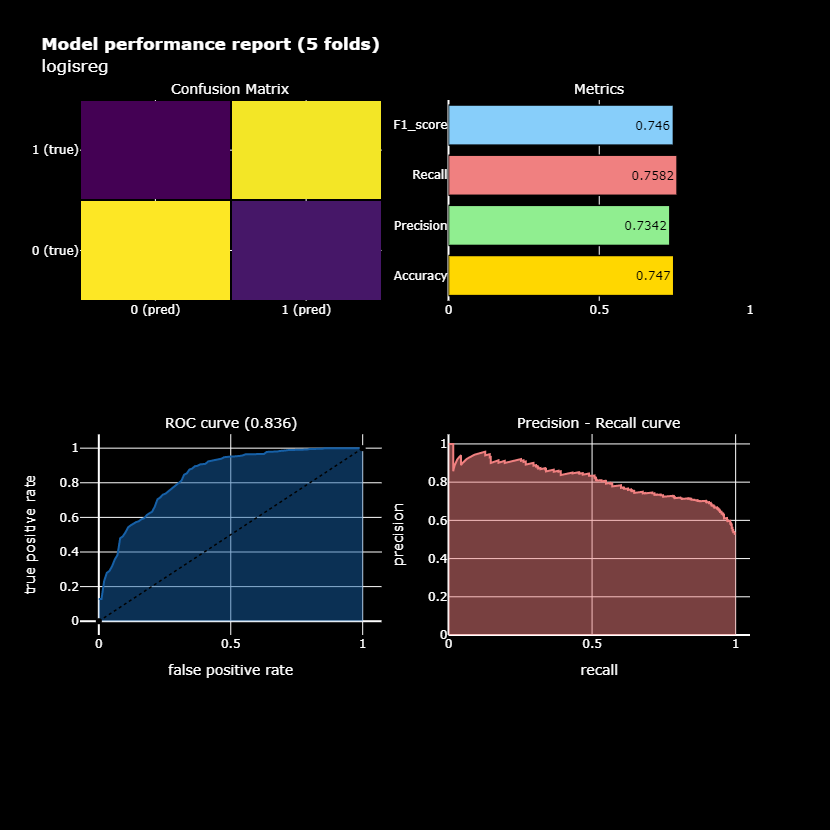 Model performance report (5 folds)
logisreg
Confusion Matrix
1 (true)
0 (true)
0 (pred) 1 (pred)
Metrics
F1_score 0.746
Recall 0.7582
Precision 0.7342
Accuracy 0.747
0 0.5 1
ROC curve (0.836)
true positive rate
1
0.8
0.6
0.4
0.2
0
0 0.5 1
false positive rate
Precision - Recall curve
precision
1
0.8
0.6
0.4
0.2
0
0 0.5 1
recall